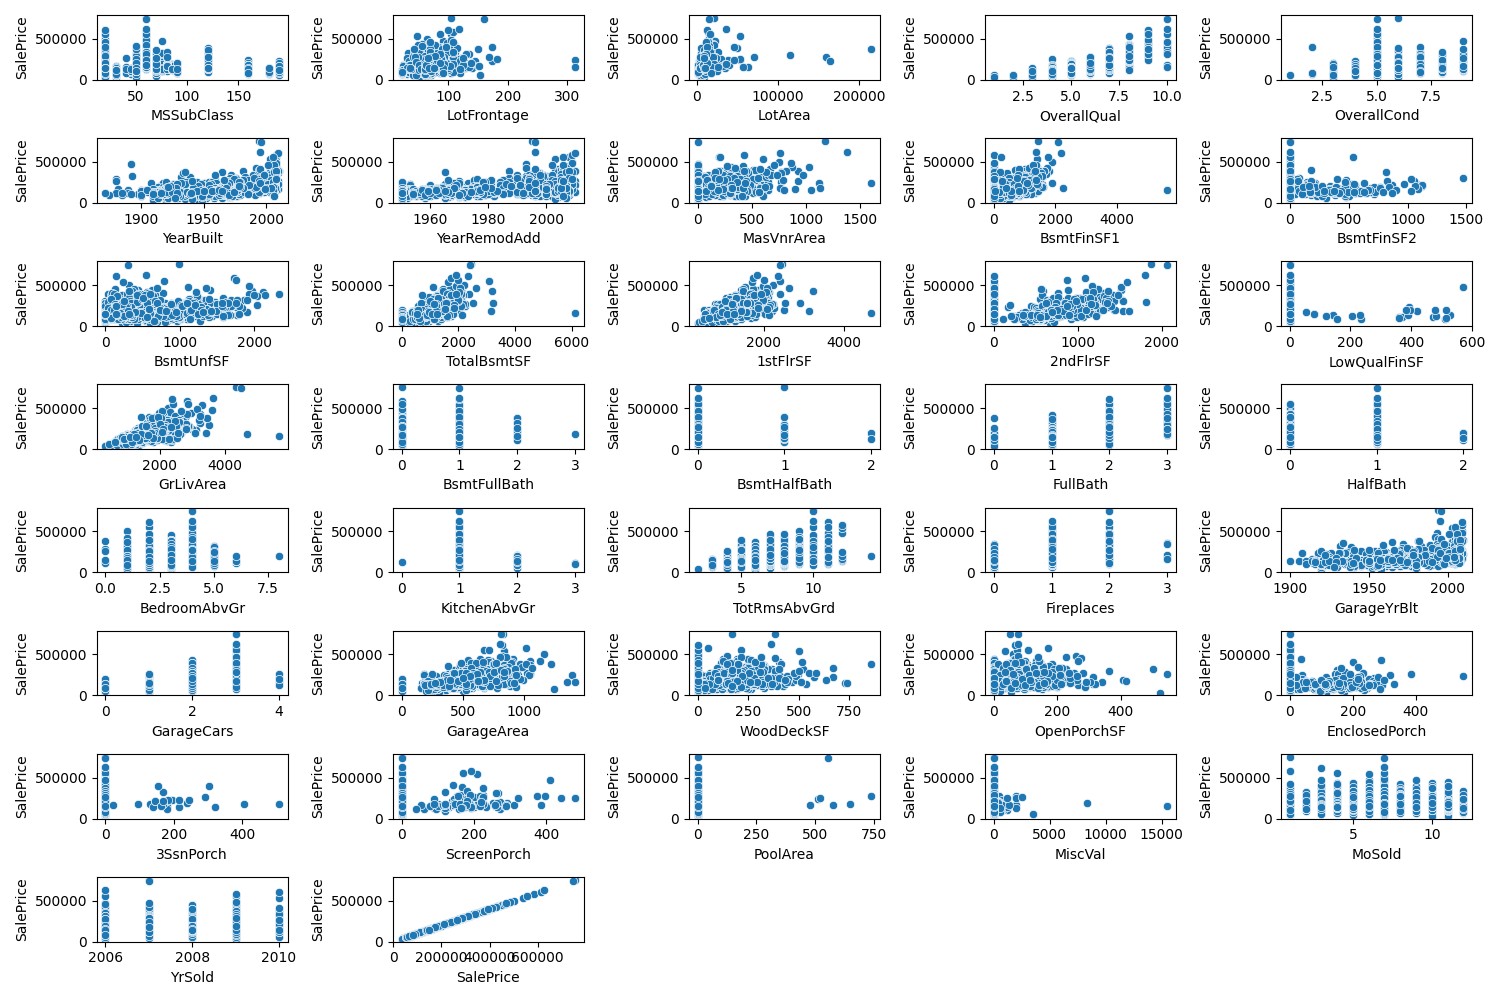 SalePrice 500000 0 50 100 150 MSSubClass
SalePrice 500000 0 100 200 300 LotFrontage
SalePrice 500000 0 0 100000 200000 LotArea
SalePrice 500000 0 2.5 5.0 7.5 10.0 OverallQual
SalePrice 500000 0 2.5 5.0 7.5 OverallCond
SalePrice 500000 0 1900 1950 2000 YearBuilt
SalePrice 500000 0 1960 1980 2000 YearRemodAdd
SalePrice 500000 0 0 500 1000 1500 MasVnrArea
SalePrice 500000 0 0 2000 4000 BsmtFinSF1
SalePrice 500000 0 0 500 1000 1500 BsmtFinSF2
SalePrice 500000 0 0 1000 2000 BsmtUnfSF
SalePrice 500000 0 0 2000 4000 6000 TotalBsmtSF
SalePrice 500000 0 2000 4000 1stFlrSF
SalePrice 500000 0 0 1000 2000 2ndFlrSF
SalePrice 500000 0 0 200 400 600 LowQualFinSF
SalePrice 500000 0 2000 4000 GrLivArea
SalePrice 500000 0 0 1 2 3 BsmtFullBath
SalePrice 500000 0 0 1 2 BsmtHalfBath
SalePrice 500000 0 0 1 2 3 FullBath
SalePrice 500000 0 0 1 2 HalfBath
SalePrice 500000 0 0.0 2.5 5.0 7.5 BedroomAbvGr
SalePrice 500000 0 0 1 2 3 KitchenAbvGr
SalePrice 500000 0 5 10 TotRmsAbvGrd
SalePrice 500000 0 0 1 2 3 Fireplaces
SalePrice 500000 0 1900 1925 1950 1975 2000 GarageYrBlt
SalePrice 500000 0 0 2 4 GarageCars
SalePrice 500000 0 0 500 1000 GarageArea
SalePrice 500000 0 0 250 500 750 WoodDeckSF
SalePrice 500000 0 0 200 400 OpenPorchSF
SalePrice 500000 0 0 200 400 EnclosedPorch
SalePrice 500000 0 0 200 400 3SsnPorch
SalePrice 500000 0 0 200 400 ScreenPorch
SalePrice 500000 0 0 250 500 750 PoolArea
SalePrice 500000 0 0 5000 10000 15000 MiscVal
SalePrice 500000 0 5 10 MoSold
SalePrice 500000 0 2006 2008 2010 YrSold
SalePrice 500000 0 0 200000 400000 600000 SalePrice